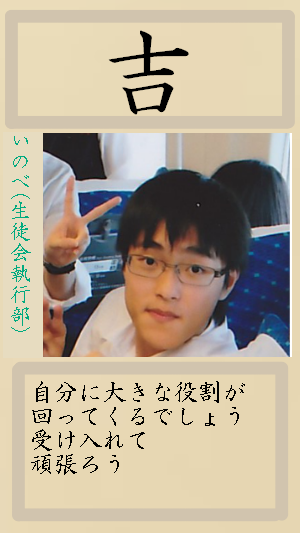 吉
いのべ(生徒会執行部)
自分に大きな役割が
回ってくるでしょう
受け入れて
頑張ろう